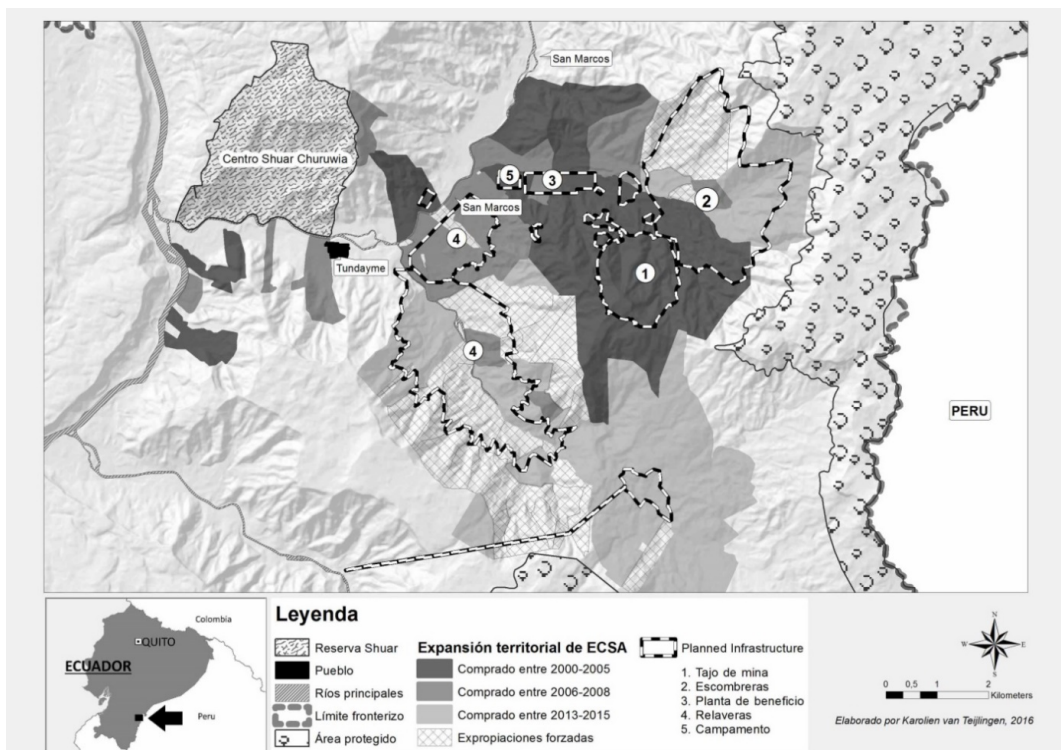 San Marcos
Centro Shuar Churuwia
5
3
2
San Marcos
4
1
Tundayme
4
PERU
Colombia
QUITO
ECUADOR
Peru
Leyenda
Reserva Shuar
Pueblo
Ríos principales
Límite fronterizo
Área protegido
Expansión territorial de ECSA
Comprado entre 2000-2005
Comprado entre 2006-2008
Comprado entre 2013-2015
Expropiaciones forzadas
Planned Infrastructure
1. Tajo de mina
2. Escombreras
3. Planta de beneficio
4. Relaveras
5. Campamento
N
W
E
S
0 0,5 1 2
Kilometers
Elaborado por Karolien van Teijlingen, 2016